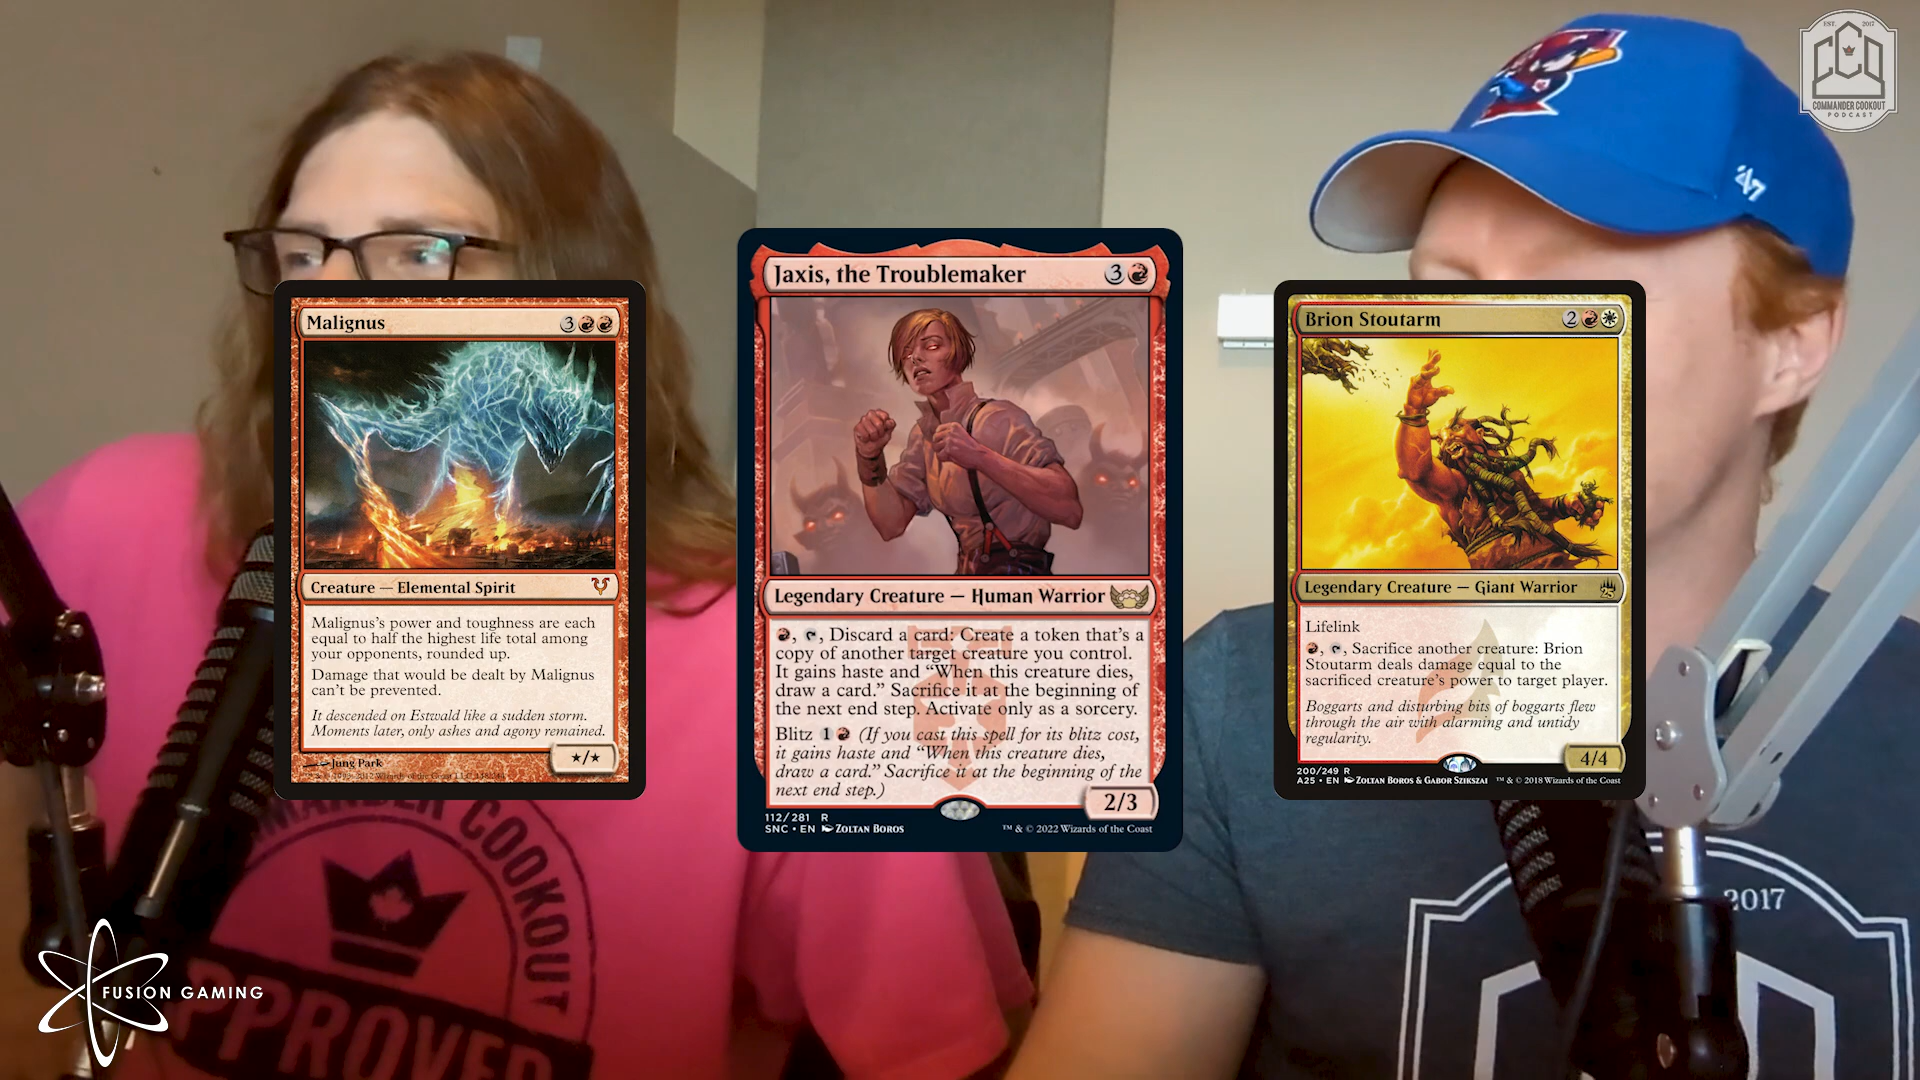 EST. 2017
CCO
COMMANDER COOKOUT
PODCAST
'47
Malignus 3
Creature — Elemental Spirit
Malignus's power and toughness are each
equal to half the highest life total among
your opponents, rounded up.
Damage that would be dealt by Malignus
can't be prevented.
It descended on Estwald like a sudden storm.
Moments later, only ashes and agony remained.
Jung Park
★/★
Jaxis, the Troublemaker 3
Legendary Creature — Human Warrior
, , Discard a card: Create a token that's a
copy of another target creature you control.
It gains haste and “When this creature dies,
draw a card.” Sacrifice it at the beginning of
the next end step. Activate only as a sorcery.
Blitz 1 (If you cast this spell for its blitz cost,
it gains haste and “When this creature dies,
draw a card.” Sacrifice it at the beginning of the
next end step.)
2/3
112/281 R
SNC • EN ZOLTAN BOROS
™ & © 2022 Wizards of the Coast
Brion Stoutarm 2
Legendary Creature — Giant Warrior
Lifelink
, , Sacrifice another creature: Brion
Stoutarm deals damage equal to the
sacrificed creature's power to target player.
Boggarts and disturbing bits of boggarts flew
through the air with alarming and untidy
regularity.
4/4
200/249 R
A25 • EN ZOLTAN BOROS & GABOR SZIKSZAI
™ & © 2018 Wizards of the Coast
COOKOUT
2017
FUSION GAMING